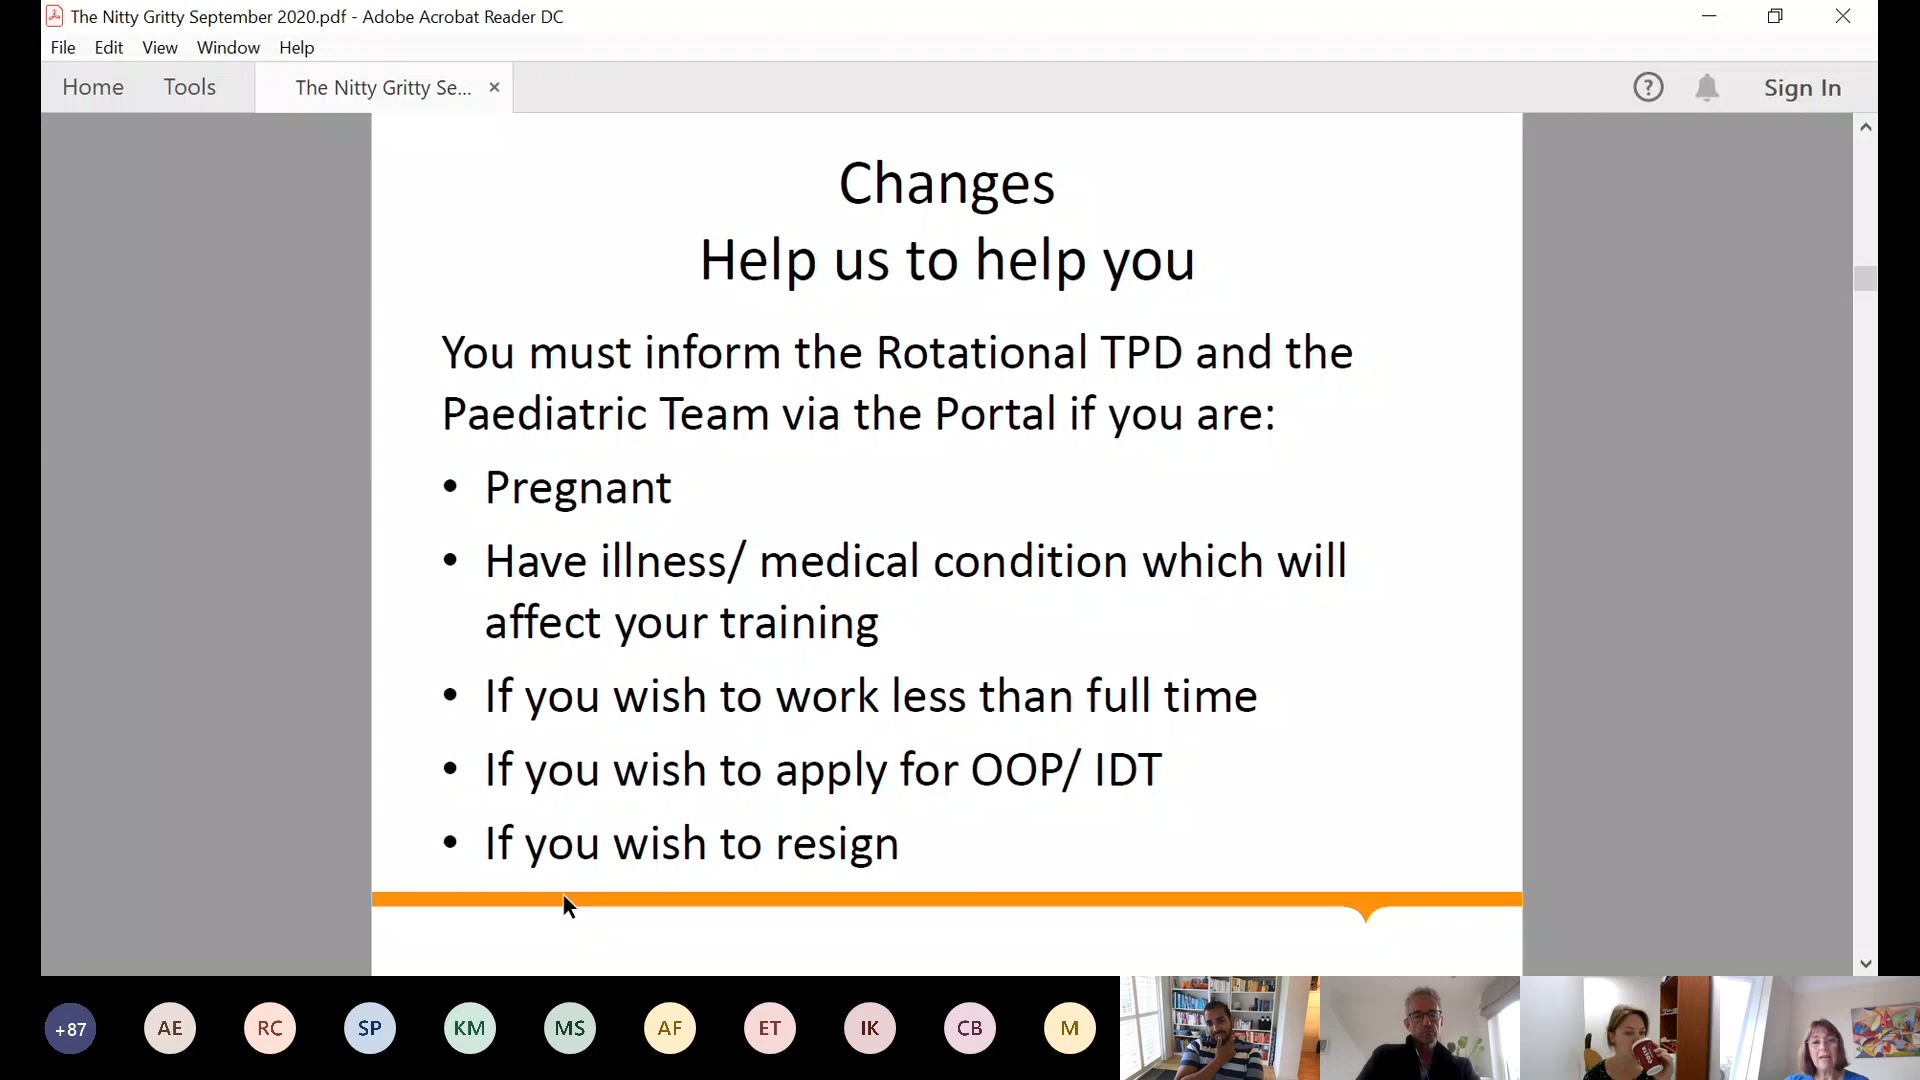 The Nitty Gritty September 2020.pdf - Adobe Acrobat Reader DC
File Edit View Window Help
Home Tools The Nitty Gritty Se... × ? Sign In
Changes
Help us to help you
You must inform the Rotational TPD and the
Paediatric Team via the Portal if you are:
• Pregnant
• Have illness/ medical condition which will
affect your training
• If you wish to work less than full time
• If you wish to apply for OOP/ IDT
• If you wish to resign
+87 AE RC SP KM MS AF ET IK CB M